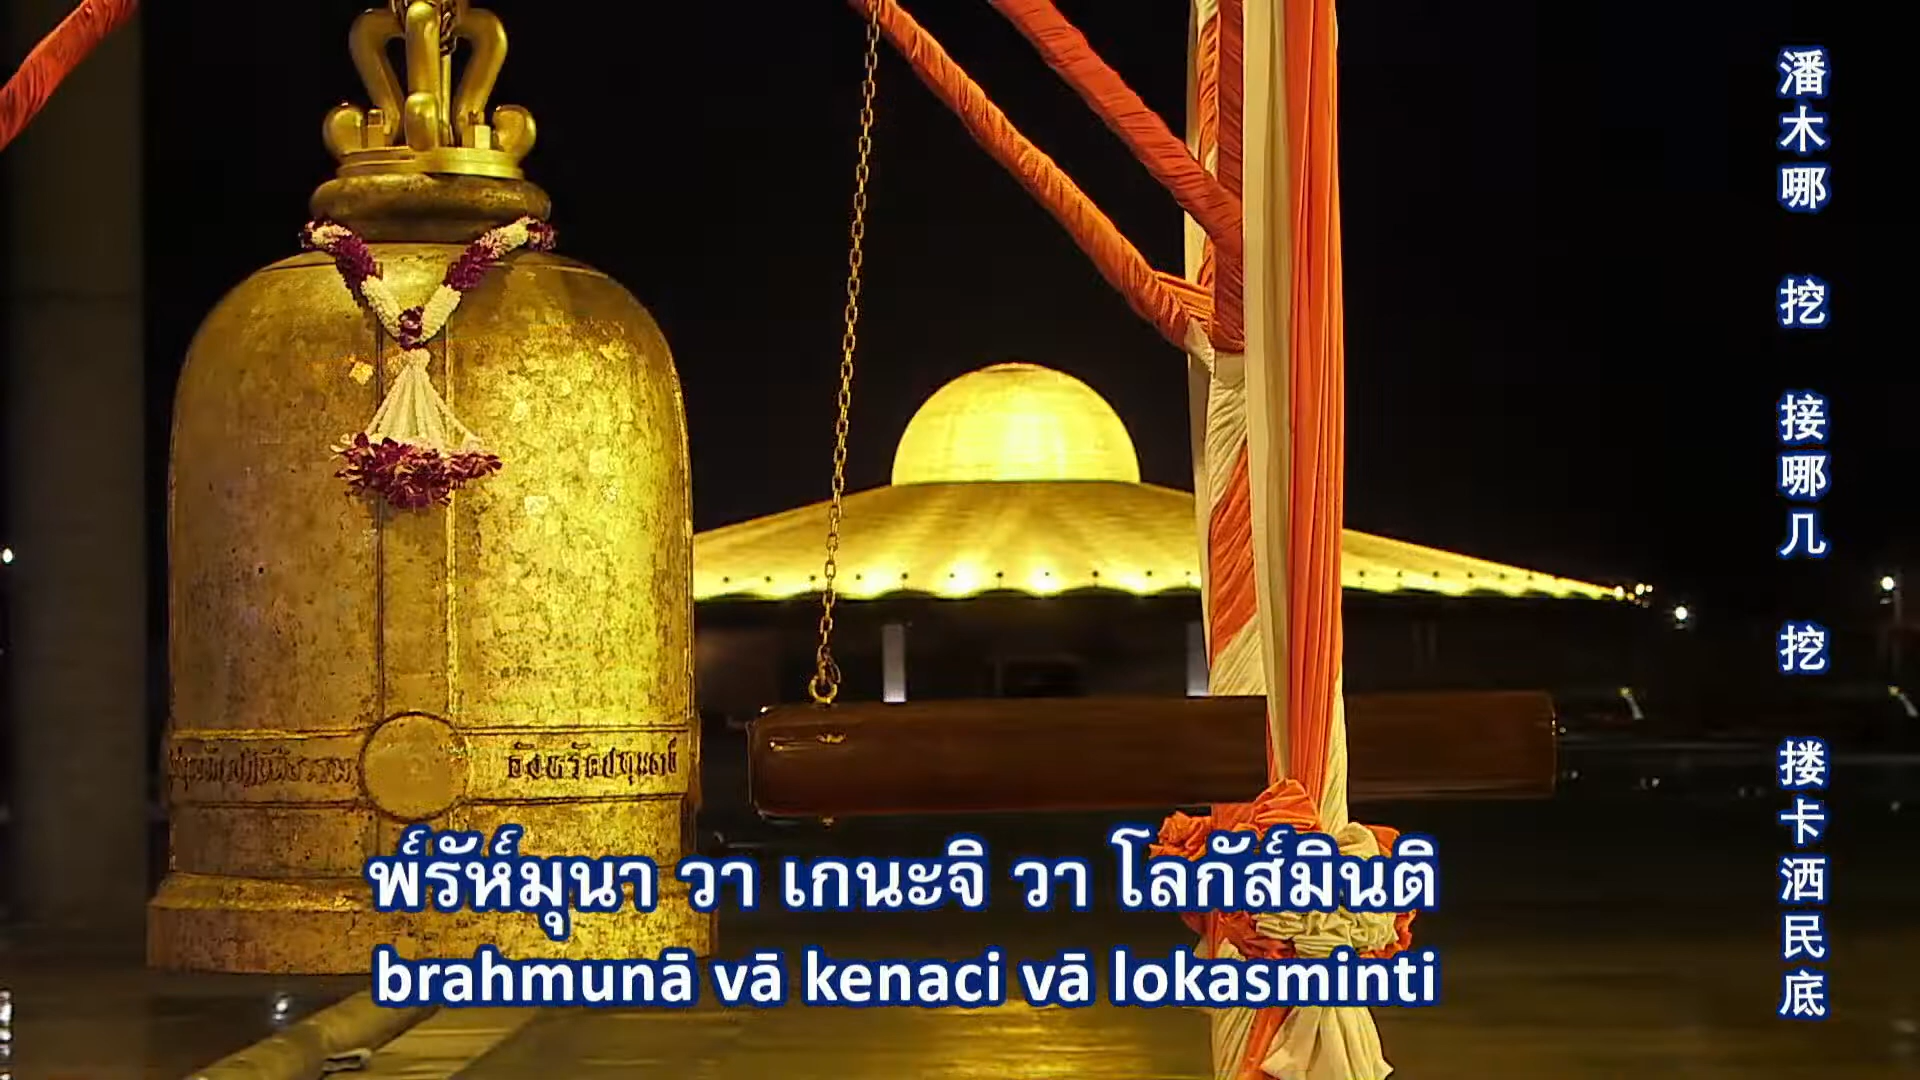 พ์รัห์มุนา วา เกนะจิ วา โลกัส์มินติ
brahmunā vā kenaci vā lokasminti
潘木哪 挖 接哪几 挖 搂卡洒民底